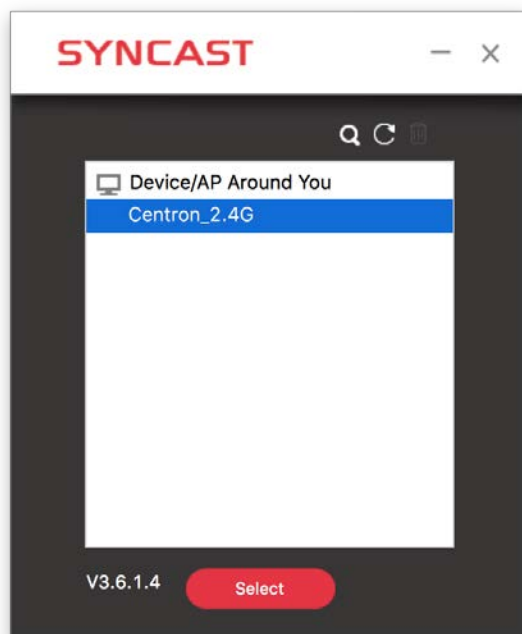 SYNCAST
Device/AP Around You
Centron_2.4G
V3.6.1.4
Select